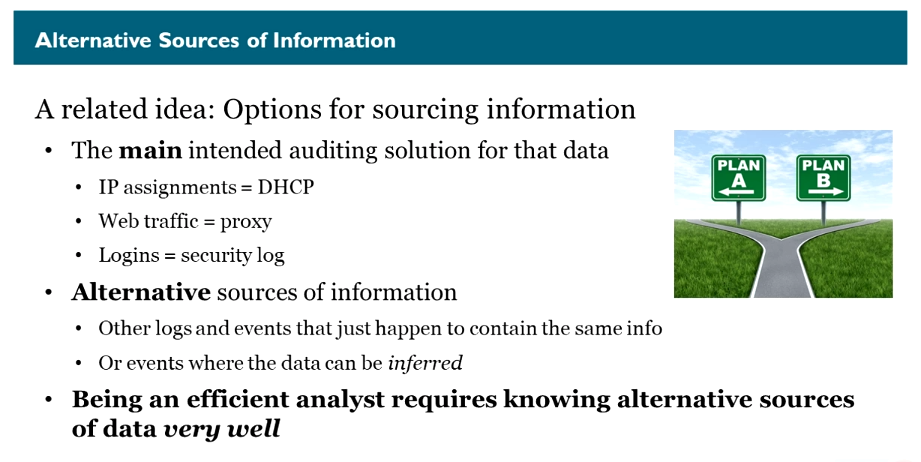 Alternative Sources of Information
A related idea: Options for sourcing information
• The main intended auditing solution for that data
• IP assignments = DHCP
• Web traffic = proxy
• Logins = security log
PLAN
A
PLAN
B
• Alternative sources of information
• Other logs and events that just happen to contain the same info
• Or events where the data can be inferred
• Being an efficient analyst requires knowing alternative sources
of data very well